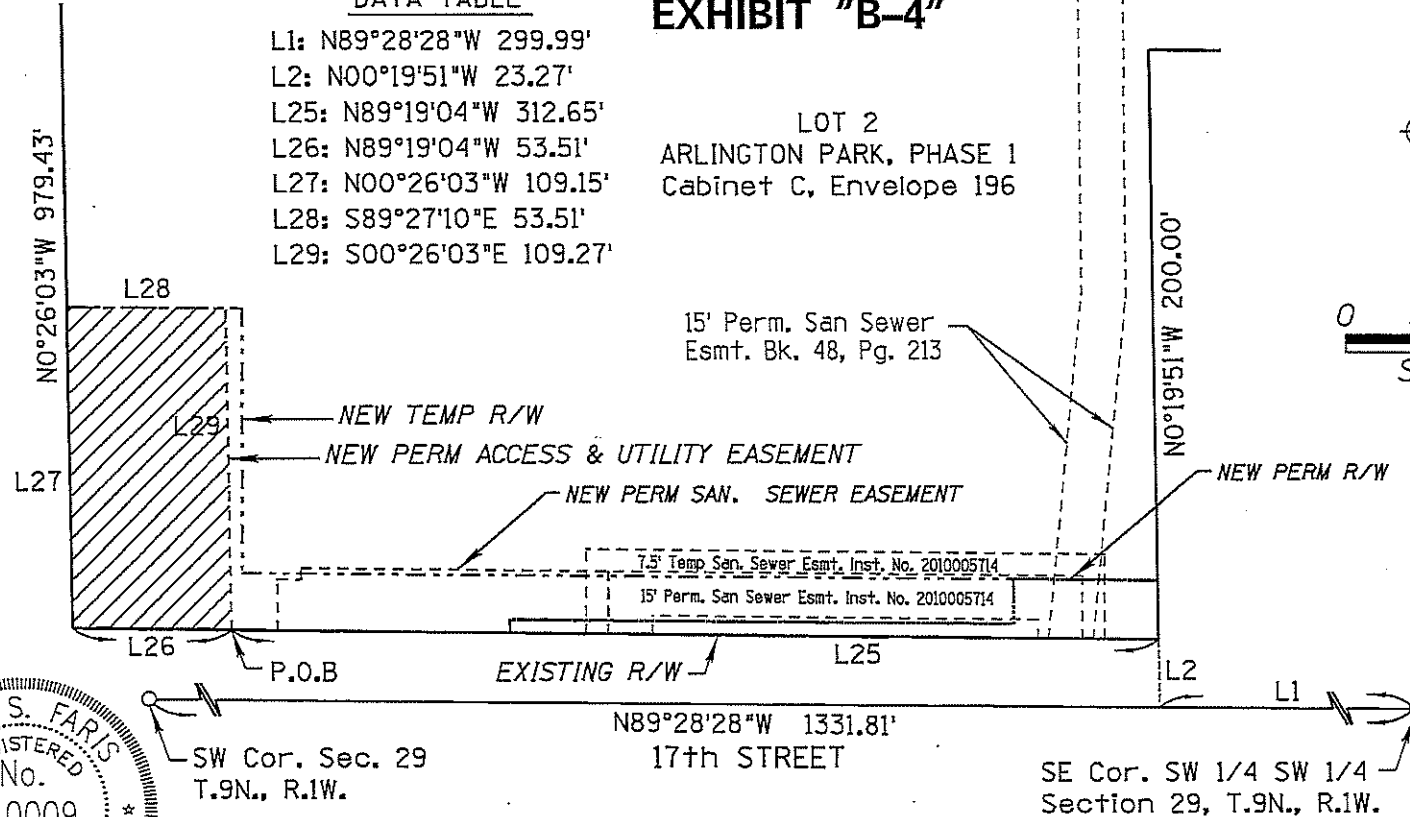 DATA TABLE
EXHIBIT "B-4"
L1: N89°28'28"W 299.99'
L2: N00°19'51"W 23.27'
L25: N89°19'04"W 312.65'
L26: N89°19'04"W 53.51'
L27: N00°26'03"W 109.15'
L28: S89°27'10"E 53.51'
L29: S00°26'03"E 109.27'
LOT 2
ARLINGTON PARK, PHASE 1
Cabinet C, Envelope 196
N0°26'03"W 979.43'
N0°19'51"W 200.00'
L28
15' Perm. San Sewer
Esmt. Bk. 48, Pg. 213
0
S
L29
NEW TEMP R/W
NEW PERM ACCESS & UTILITY EASEMENT
L27
NEW PERM SAN. SEWER EASEMENT
NEW PERM R/W
7.5' Temp San. Sewer Esmt. Inst. No. 2010005714
15' Perm. San Sewer Esmt. Inst. No. 2010005714
L26
P.O.B
EXISTING R/W
L25
L2
L1
N89°28'28"W 1331.81'
17th STREET
SW Cor. Sec. 29
T.9N., R.1W.
SE Cor. SW 1/4 SW 1/4
Section 29, T.9N., R.1W.
S. FARIS
ISTERED
No.
0009